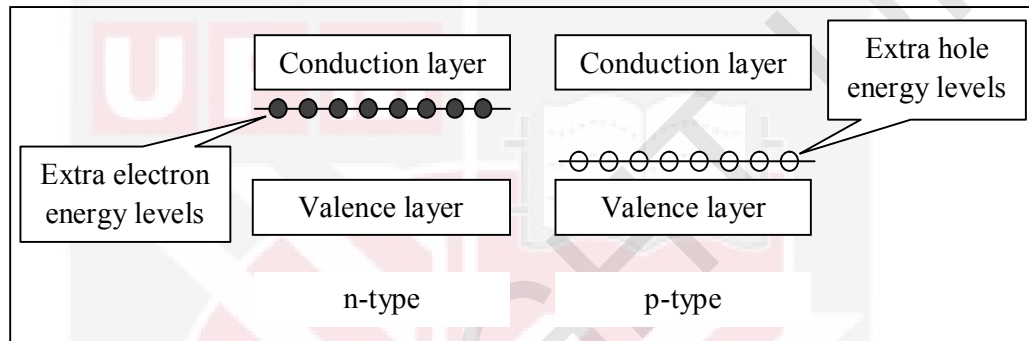 Conduction layer
Conduction layer
Extra hole
energy levels
Extra electron
energy levels
Valence layer
Valence layer
n-type
p-type